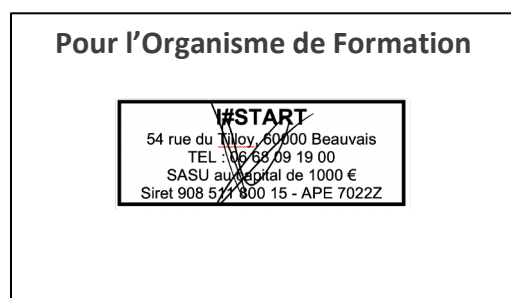 Pour l'Organisme de Formation
I#START
54 rue du Tilloy, 60000 Beauvais
TEL : 06 68 09 19 00
SASU au capital de 1000 €
Siret 908 511 800 15 - APE 7022Z